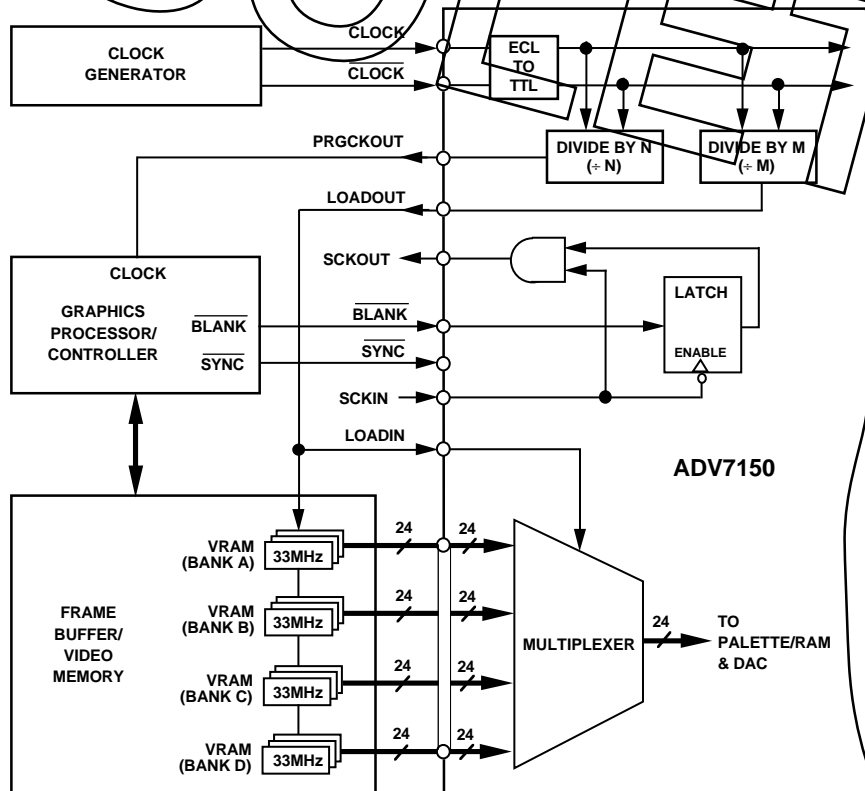 CLOCK
GENERATOR
CLOCK
CLOCK
ECL
TO
TTL
PRGCKOUT
DIVIDE BY N
(÷ N)
DIVIDE BY M
(÷ M)
LOADOUT
SCKOUT
CLOCK
GRAPHICS
PROCESSOR/
CONTROLLER
BLANK
SYNC
BLANK
SYNC
LATCH
ENABLE
SCKIN
LOADIN
ADV7150
FRAME
BUFFER/
VIDEO
MEMORY
VRAM
(BANK A)
33MHz
24
24
VRAM
(BANK B)
33MHz
24
24
VRAM
(BANK C)
33MHz
24
24
VRAM
(BANK D)
33MHz
24
24
MULTIPLEXER
24
TO
PALETTE/RAM
& DAC